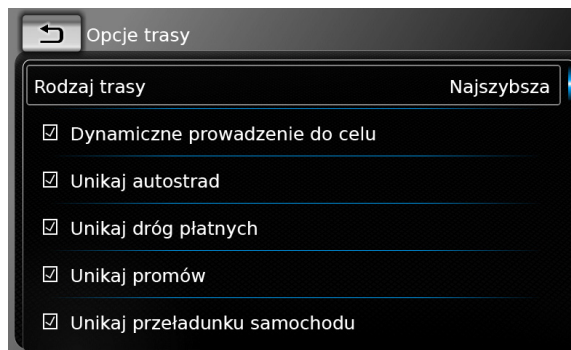 Opcje trasy
Rodzaj trasy Najszybsza
Dynamiczne prowadzenie do celu
Unikaj autostrad
Unikaj dróg płatnych
Unikaj promów
Unikaj przeładunku samochodu